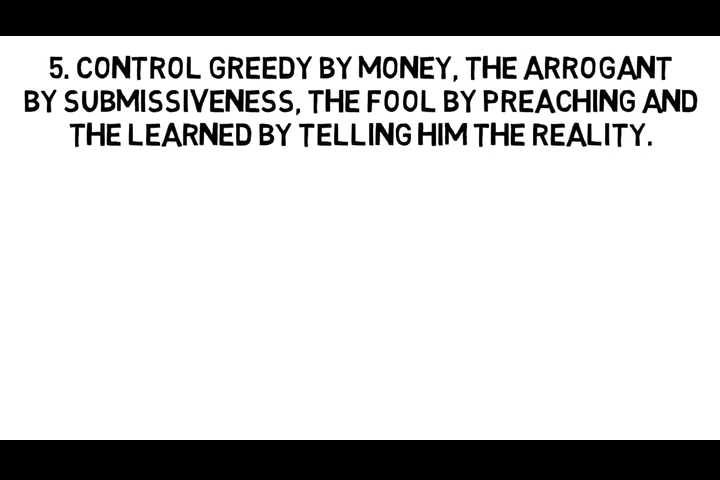 5. CONTROL GREEDY BY MONEY, THE ARROGANT
BY SUBMISSIVENESS, THE FOOL BY PREACHING AND
THE LEARNED BY TELLING HIM THE REALITY.